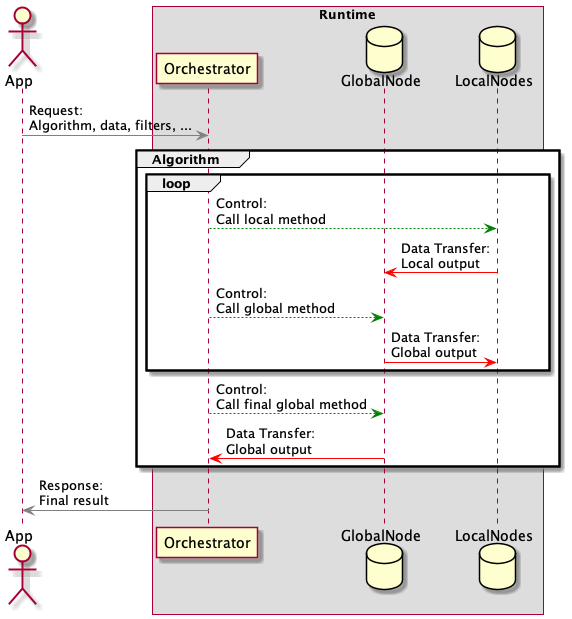 Runtime
App
Orchestrator
GlobalNode
LocalNodes
Request:
Algorithm, data, filters, ...
Algorithm
loop
Control:
Call local method
Data Transfer:
Local output
Control:
Call global method
Data Transfer:
Global output
Control:
Call final global method
Data Transfer:
Global output
Response:
Final result
App
Orchestrator
GlobalNode
LocalNodes